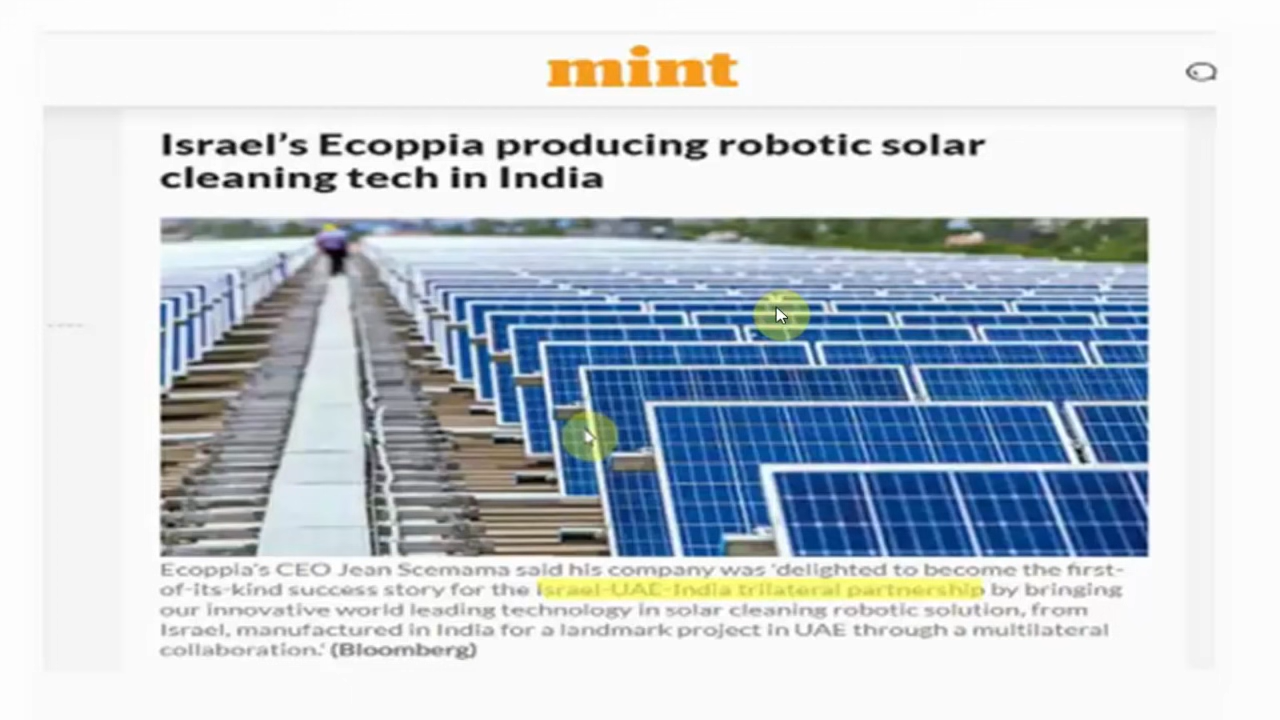 mint
Israel's Ecoppia producing robotic solar
cleaning tech in India
Ecoppia's CEO Jean Scemama said his company was 'delighted to become the first-
of-its-kind success story for the Israel-UAE-India trilateral partnership by bringing
our innovative world leading technology in solar cleaning robotic solution, from
Israel, manufactured in India for a landmark project in UAE through a multilateral
collaboration.' (Bloomberg)